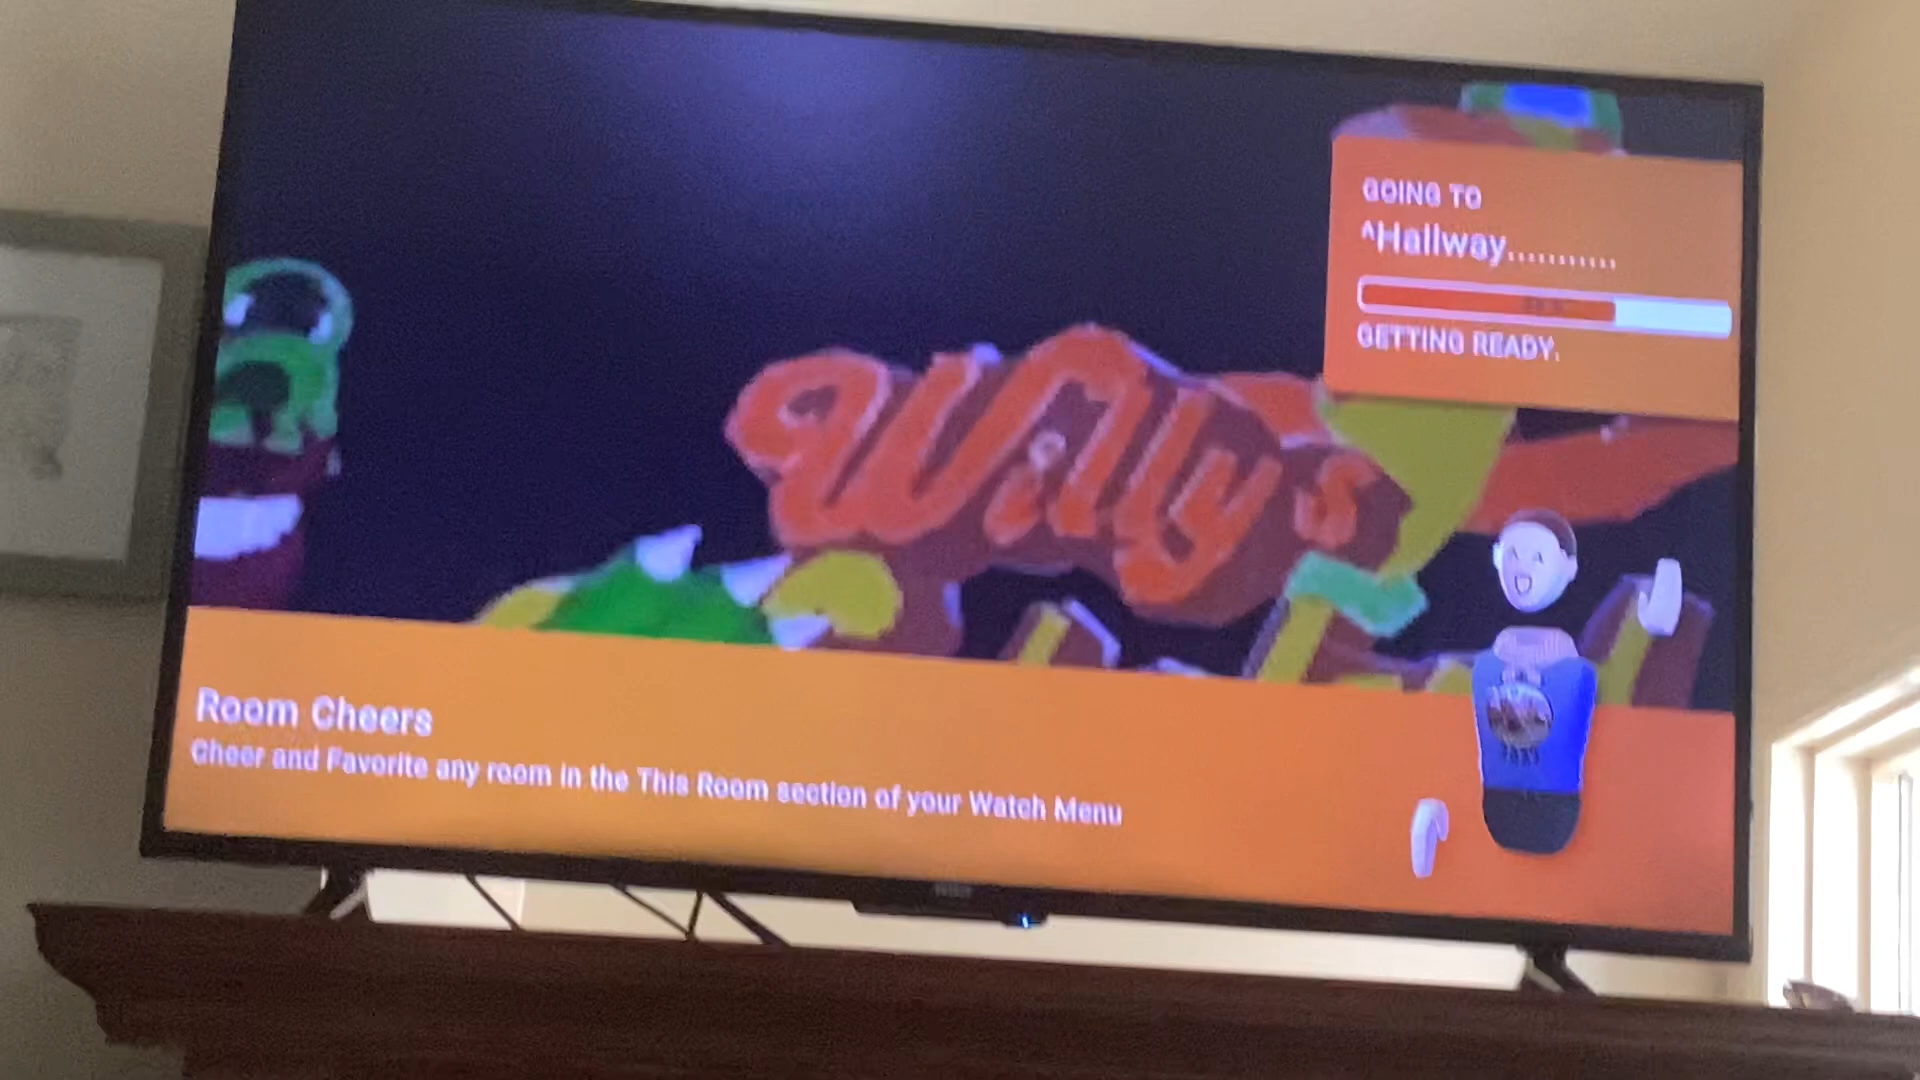 GOING TO
^Hallway............
GETTING READY.
Willy's
Room Cheers
Cheer and Favorite any room in the This Room section of your Watch Menu